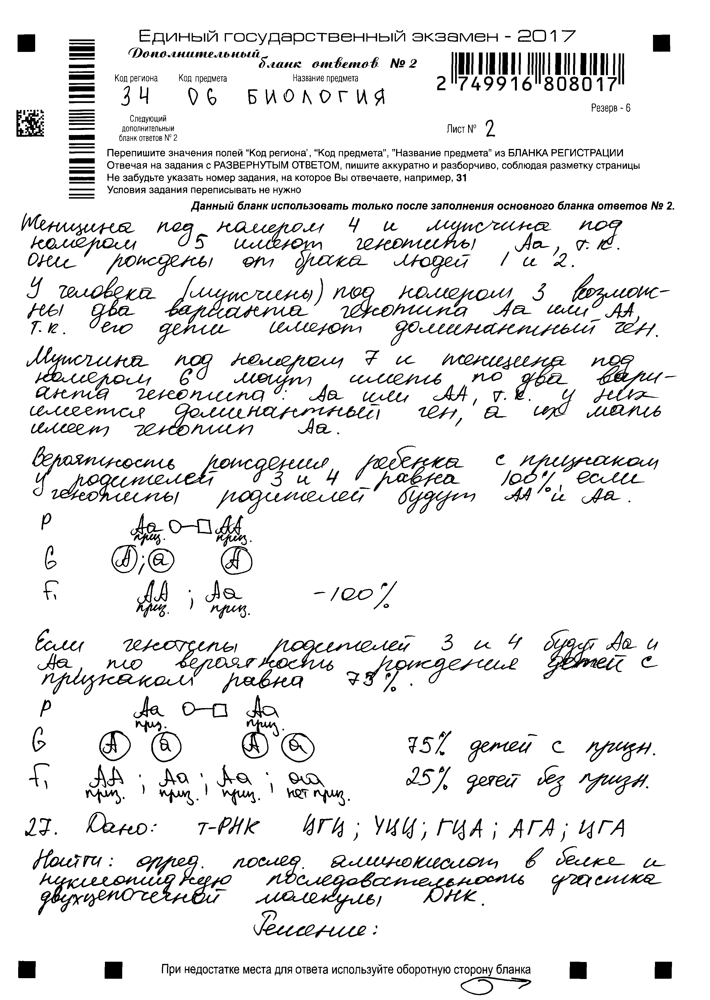 Единый государственный экзамен - 2017
Дополнительный бланк ответов № 2
Код региона Код предмета Название предмета
34 06 БИОЛОГИЯ
2 749916 808017
Резерв - 6
Следующий
дополнительный
бланк ответов № 2
Лист № 2
Перепишите значения полей “Код региона', “Код предмета”, ”Название предмета” из БЛАНКА РЕГИСТРАЦИИ
Отвечая на задания с РАЗВЕРНУТЫМ ОТВЕТОМ, пишите аккуратно и разборчиво, соблюдая разметку страницы
Не забудьте указать номер задания, на которое Вы отвечаете, например, 31
Условия задания переписывать не нужно
Данный бланк использовать только после заполнения основного бланка ответов № 2.
Женщина под номером 4 и мужчина под
номером 5 имеют генотипы Аа, т.к.
они рождены от брака людей 1 и 2.
У человека (мужчины) под номером 3 возмож-
ны два варианта генотипа Аа или АА,
т.к. его дети имеют доминантный ген.
Мужчина под номером 7 и женщина под
номером 6 могут иметь по два вари-
анта генотипа: Аа или АА, т.к. у них
имеется доминантный ген, а их мать
имеет генотип Аа.
Вероятность рождения ребенка с признаком
у родителей 3 и 4 равна 100%, если
генотипы родителей будут АА и Аа.
P Аа АА
приз. приз.
G А ; а А
F1 АА ; Аа - 100%
приз. приз.
Если генотипы родителей 3 и 4 будут Аа и
Аа, то вероятность рождения детей с
признаком равна 75%.
P Аа Аа
приз. приз.
G А а А а 75% детей с призн.
F1 АА ; Аа ; Аа ; аа 25% детей без призн.
приз. приз. приз. нет приз.
27. Дано: т-РНК ЦГЦ; УЦЦ; ГЦА; АГА; ЦГА
Найти: опред. послед. аминокислот в белке и
нуклеотидную последовательность участка
двухцепочечной молекулы ДНК.
Решение:
При недостатке места для ответа используйте оборотную сторону бланка